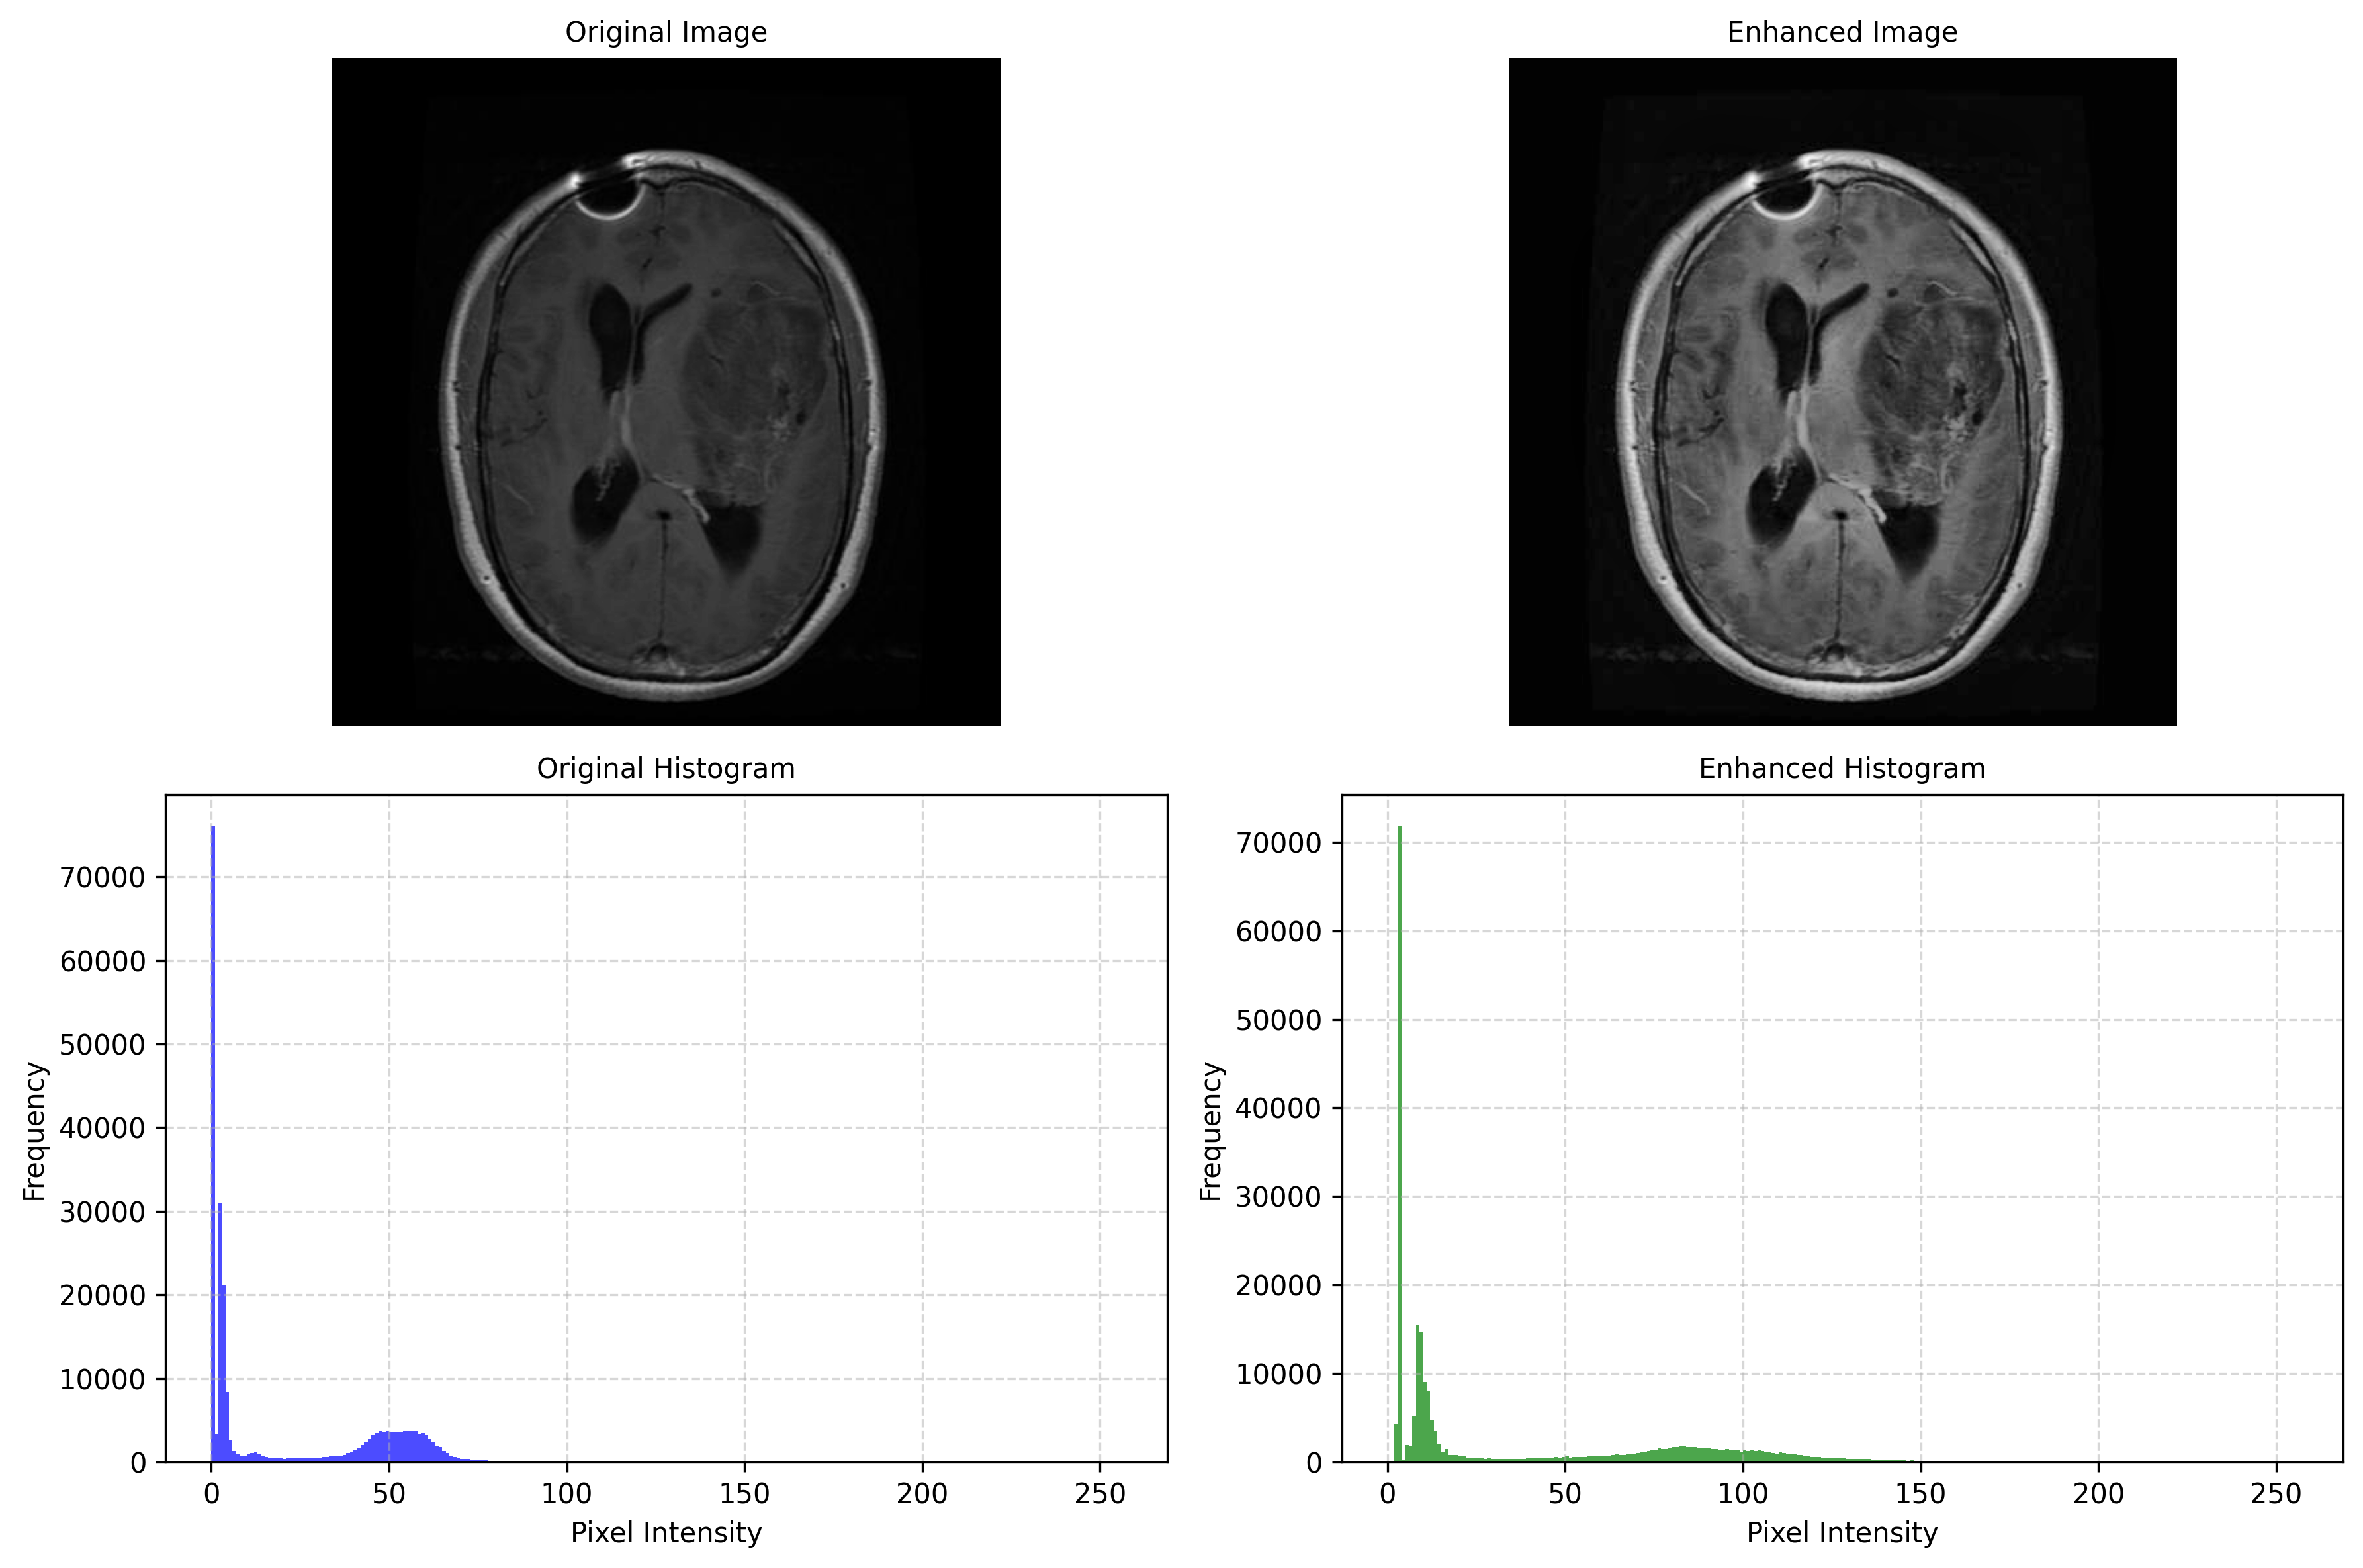 Original Image
Enhanced Image
Original Histogram
Enhanced Histogram
Frequency
70000
60000
50000
40000
30000
20000
10000
0
0 50 100 150 200 250
Pixel Intensity
Frequency
70000
60000
50000
40000
30000
20000
10000
0
0 50 100 150 200 250
Pixel Intensity